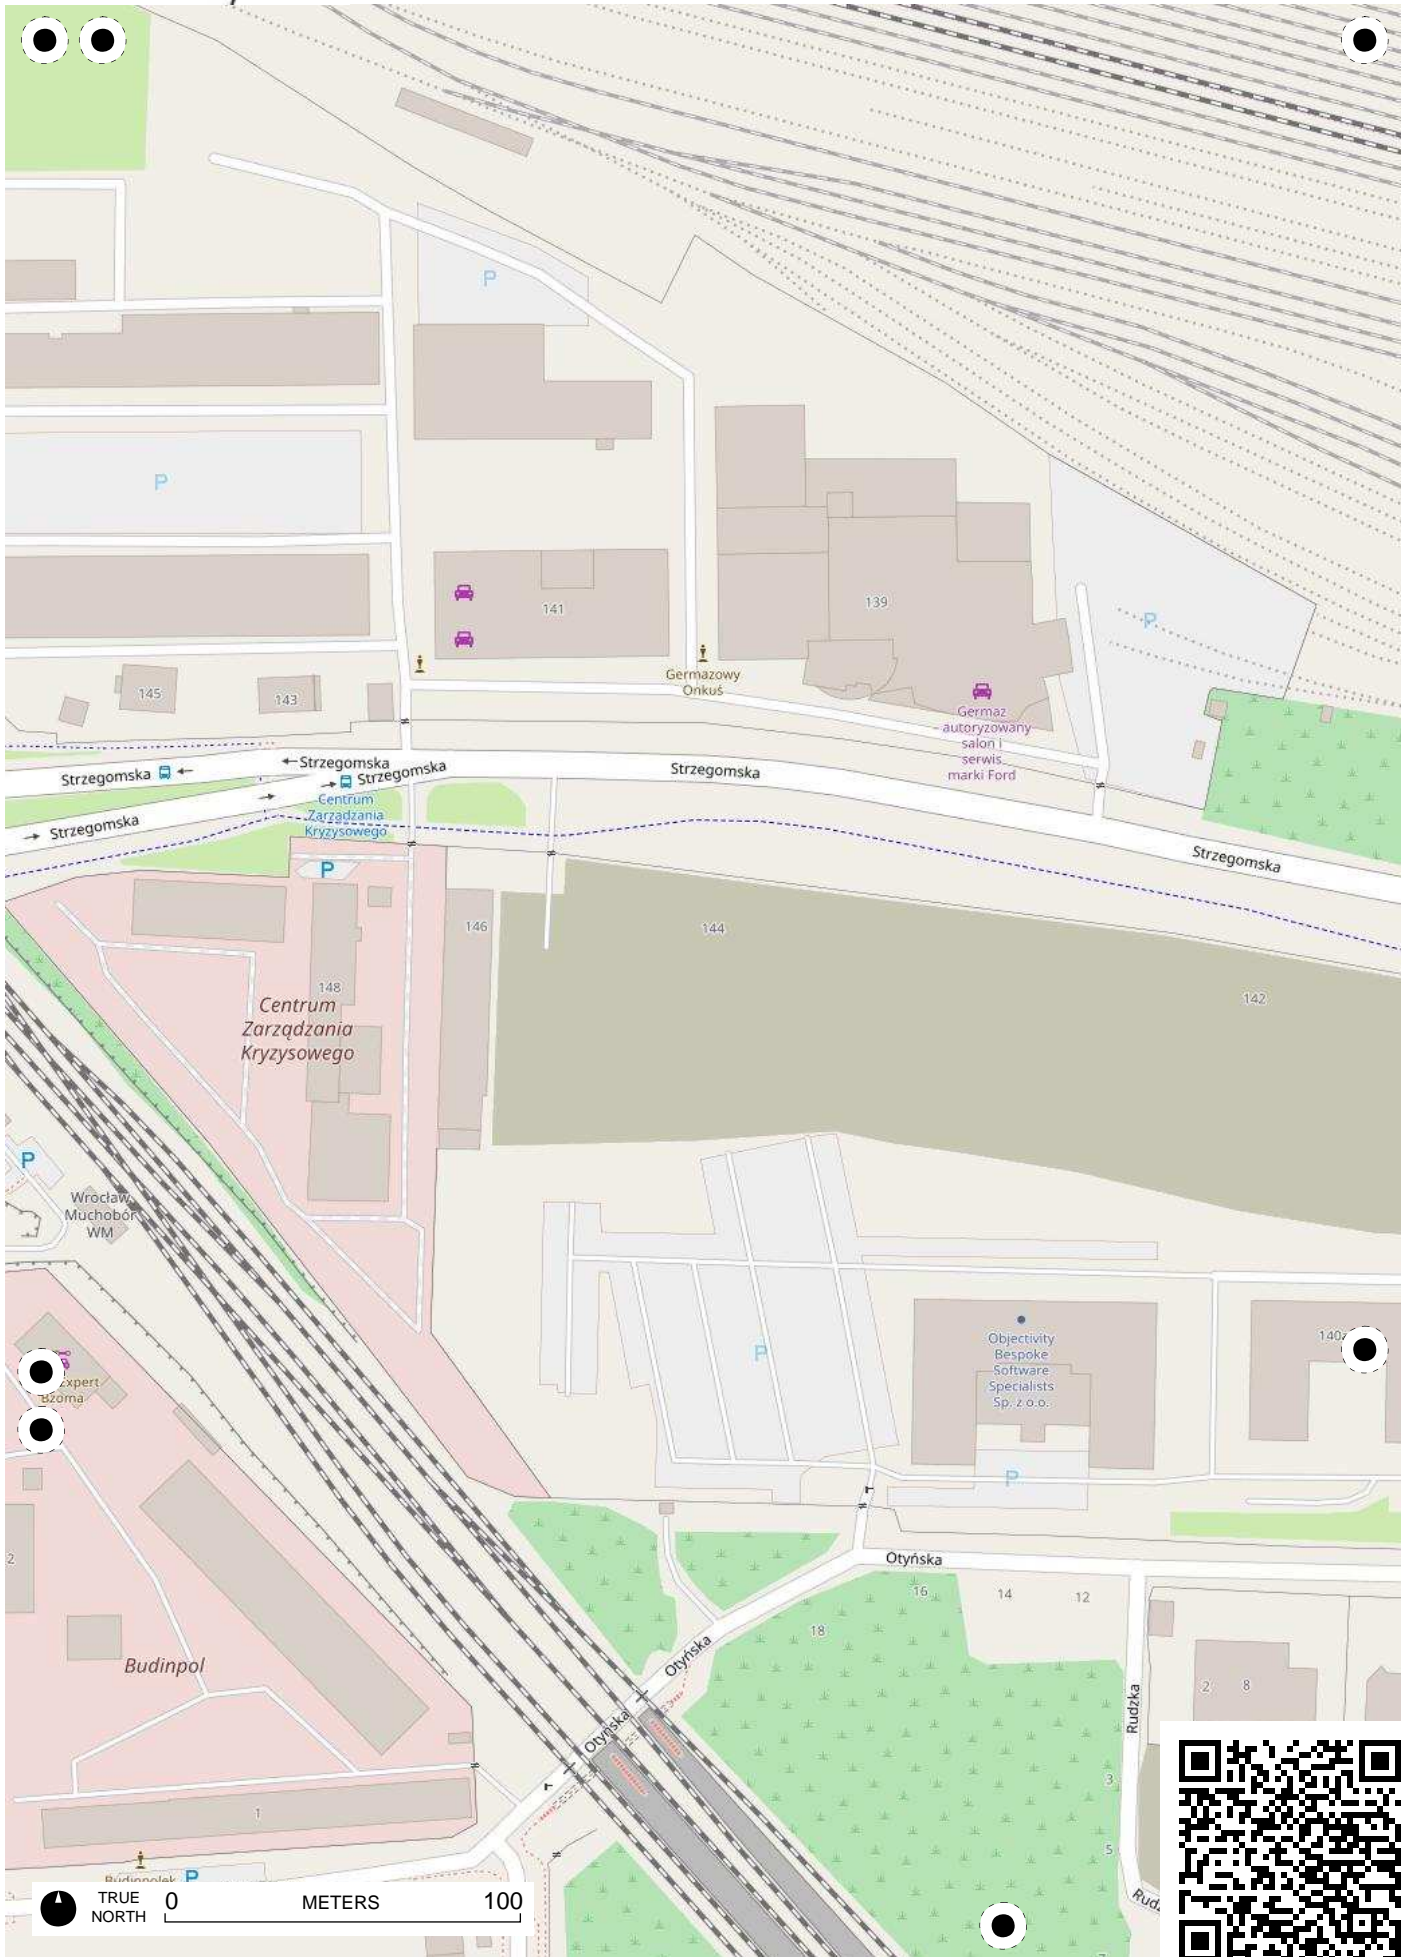 P
P
141
139
P
Germazowy
Onkuś
145
143
Germaz
autoryzowany
salon i
serwis
marki Ford
Strzegomska
Strzegomska
Strzegomska
Strzegomska
Centrum
Zarządzania
Kryzysowego
Strzegomska
Strzegomska
P
146
144
148
142
Centrum
Zarządzania
Kryzysowego
P
Wrocław
Muchobór
WM
Objectivity
Bespoke
Software
Specialists
Sp. z o.o.
P
Expert
Bzoma
P
2
Otyńska
16
14
12
18
Otyńska
Budinpol
2
8
Rudzka
Otyńska
3
1
5
P
TRUE
NORTH
0
METERS
100